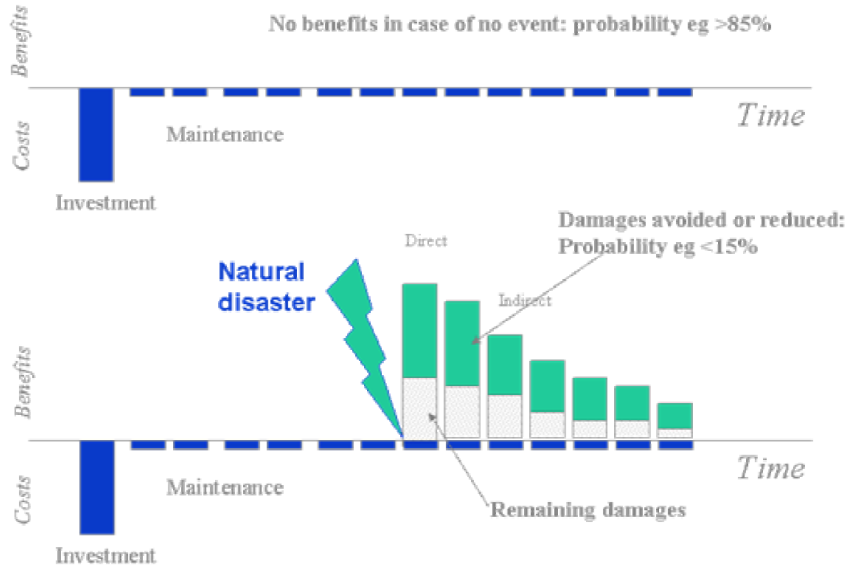 Benefits
No benefits in case of no event: probability eg >85%
Costs
Time
Maintenance
Investment
Damages avoided or reduced:
Probability eg <15%
Direct
Natural
disaster
Indirect
Benefits
Costs
Time
Maintenance
Remaining damages
Investment